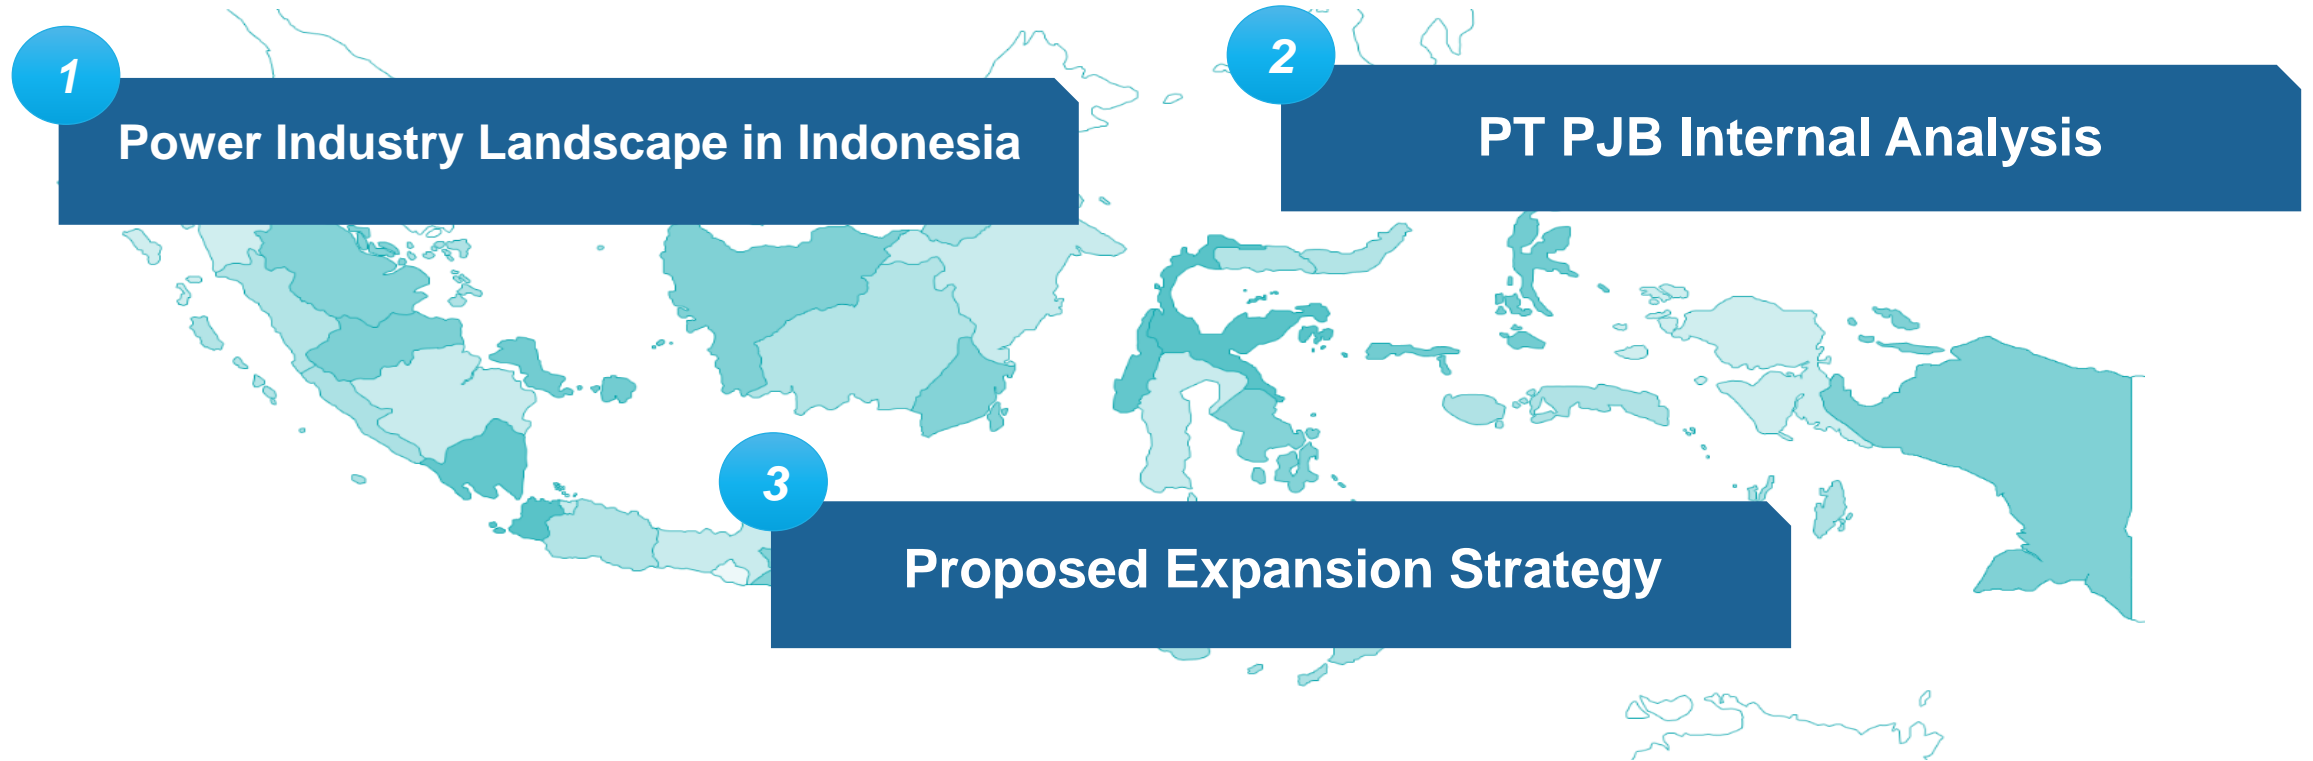 1
Power Industry Landscape in Indonesia
2
PT PJB Internal Analysis
3
Proposed Expansion Strategy